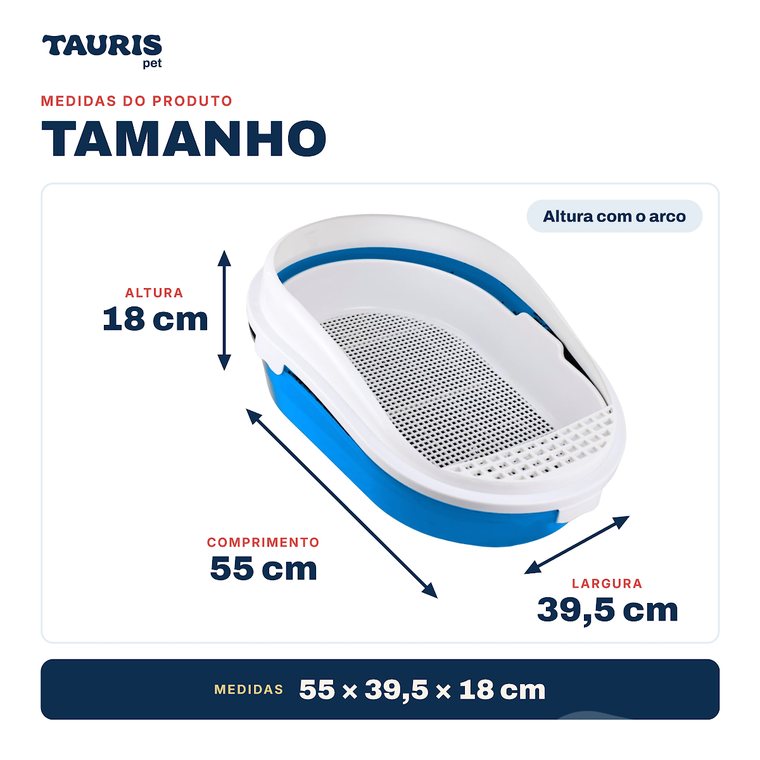 TAURIS
pet
MEDIDAS DO PRODUTO
TAMANHO
Altura com o arco
ALTURA
18 cm
COMPRIMENTO
55 cm
LARGURA
39,5 cm
MEDIDAS 55 × 39,5 × 18 cm